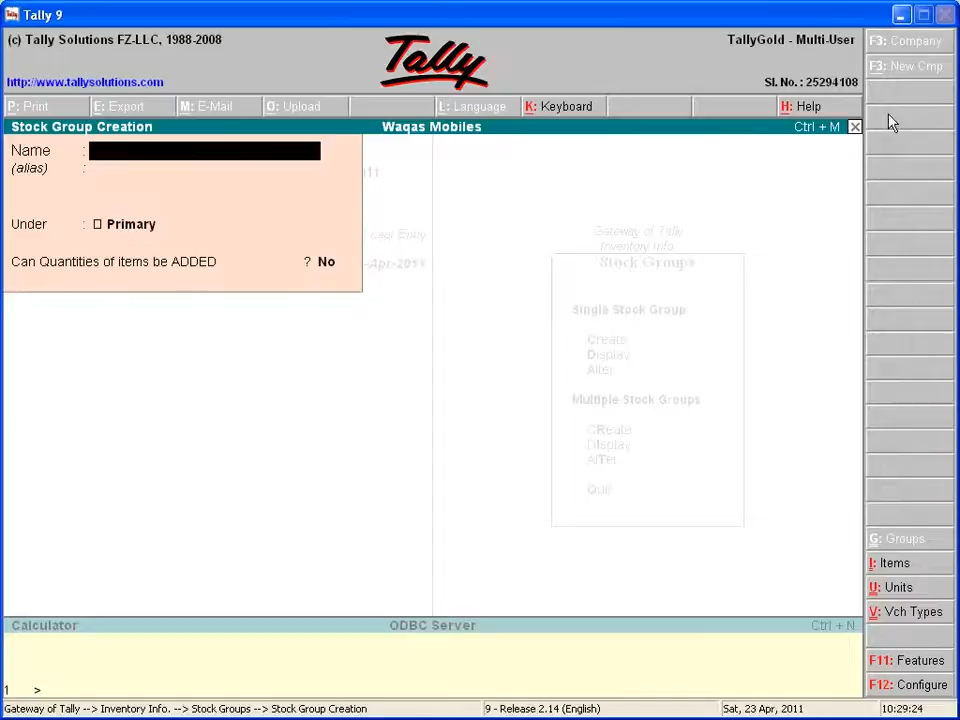 Tally 9
(c) Tally Solutions FZ-LLC, 1988-2008
Tally
TallyGold - Multi-User
http://www.tallysolutions.com
Sl. No.: 25294108
P: Print
E: Export
M: E-Mail
O: Upload
L: Language
K: Keyboard
H: Help
Stock Group Creation
Waqas Mobiles
Ctrl + M
Name :
(alias) :
Under : Primary
Can Quantities of items be ADDED ? No
Last Entry
-Apr-2011
Gateway of Tally
Inventory Info.
Stock Groups
Single Stock Group
Create
Display
Alter
Multiple Stock Groups
CReate
DIsplay
AlTer
Quit
F3: Company
F3: New Cmp
G: Groups
I: Items
U: Units
V: Vch Types
F11: Features
F12: Configure
Calculator
ODBC Server
Ctrl + N
1 >
Gateway of Tally --> Inventory Info. --> Stock Groups --> Stock Group Creation
9 - Release 2.14 (English)
Sat, 23 Apr, 2011
10:29:24